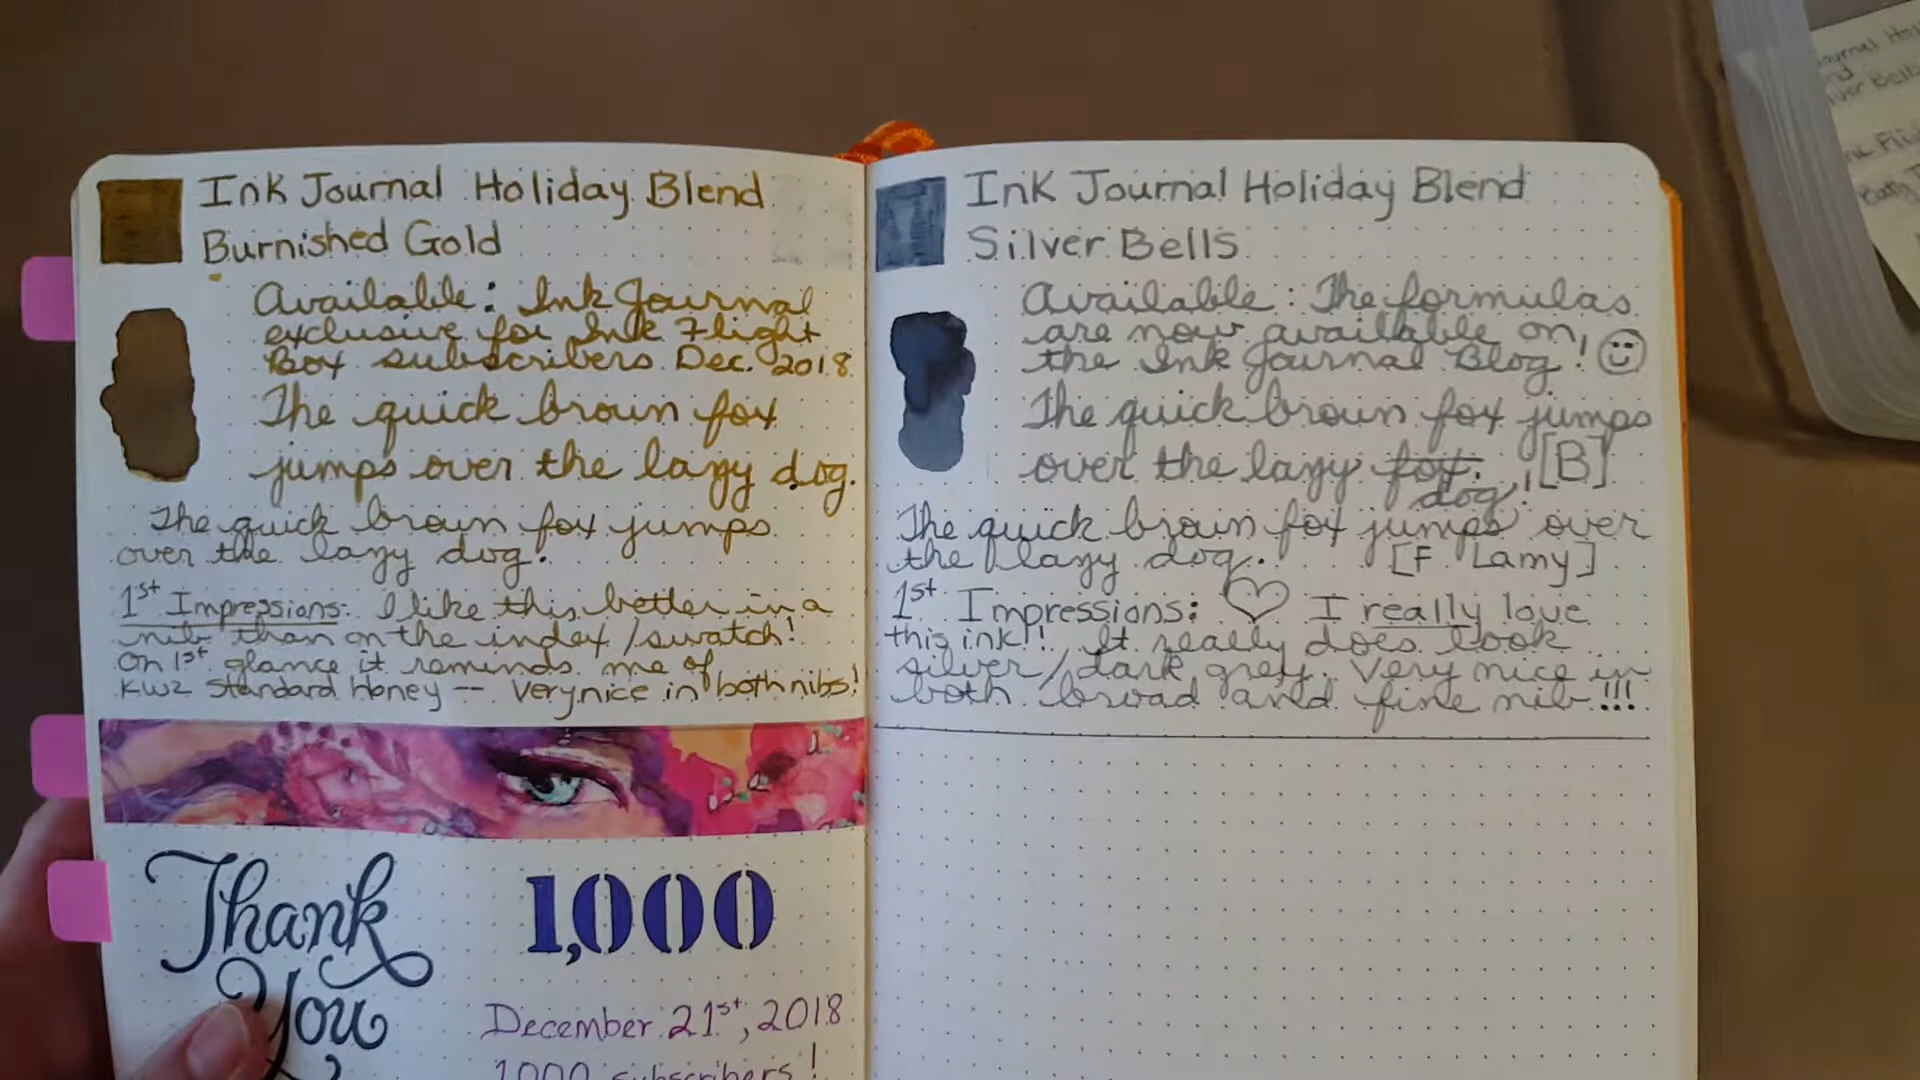 Ink Journal Holiday Blend
Burnished Gold
Available: Ink Journal
exclusive for Ink Flight
Box subscribers Dec. 2018.
The quick brown fox
jumps over the lazy dog.
The quick brown fox jumps
over the lazy dog.
1st Impressions: I like this better in a
nib than on the index/swatch!
On 1st glance it reminds me of
KWZ Standard Honey -- very nice in both nibs!
Thank
You
1,000
December 21st, 2018
1000 subscribers!
Ink Journal Holiday Blend
Silver Bells
Available: The formulas
are now available on
the Ink Journal Blog!
The quick brown fox jumps
over the lazy fox. [B]
dog!
The quick brown fox jumps over
the lazy dog. [F Lamy]
1st Impressions: I really love
this ink!! It really does look
silver/dark grey. Very nice in
both broad and fine nib!!!